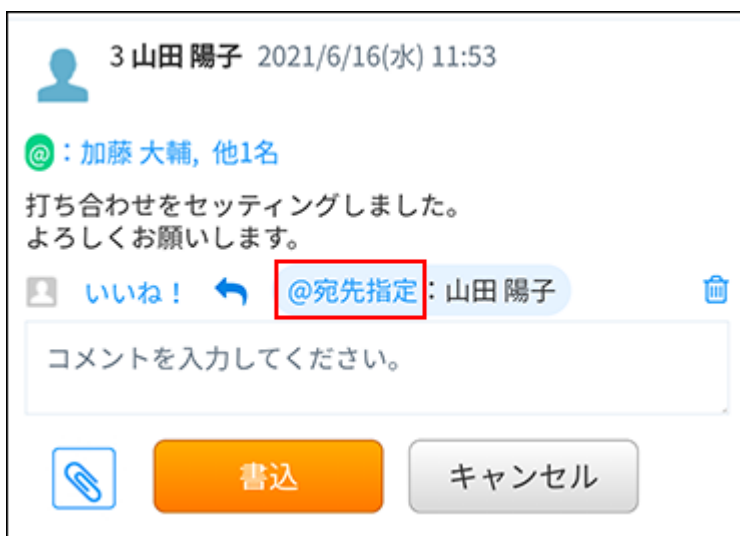 3 山田 陽子 2021/6/16(水) 11:53
@：加藤 大輔, 他1名
打ち合わせをセッティングしました。
よろしくお願いします。
いいね！ @宛先指定：山田 陽子
コメントを入力してください。
書込 キャンセル